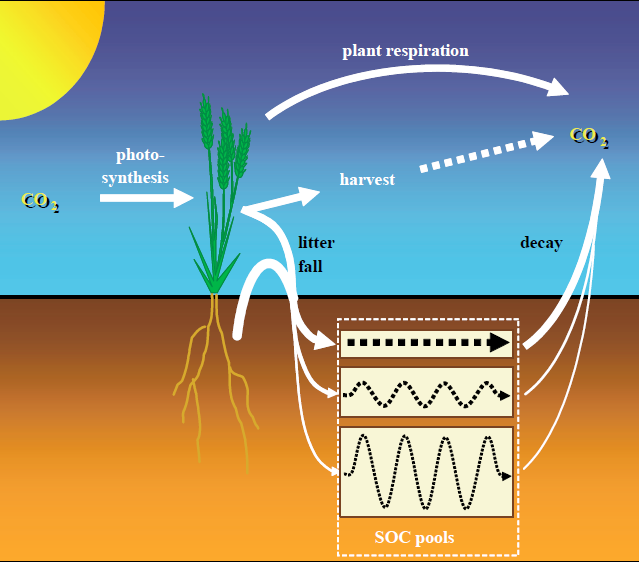 plant respiration
CO₂
photo-
synthesis
harvest
CO₂
litter
fall
decay
SOC pools